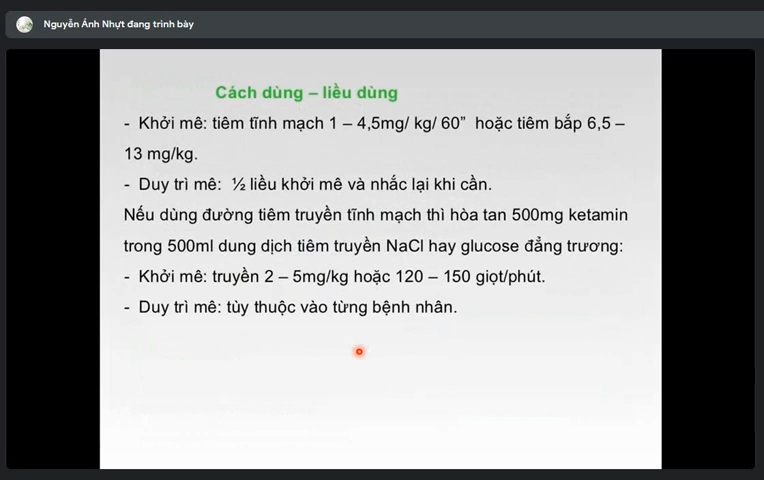 Nguyễn Ánh Nhựt đang trình bày
Cách dùng – liều dùng
- Khởi mê: tiêm tĩnh mạch 1 – 4,5mg/ kg/ 60” hoặc tiêm bắp 6,5 –
13 mg/kg.
- Duy trì mê: ½ liều khởi mê và nhắc lại khi cần.
Nếu dùng đường tiêm truyền tĩnh mạch thì hòa tan 500mg ketamin
trong 500ml dung dịch tiêm truyền NaCl hay glucose đẳng trương:
- Khởi mê: truyền 2 – 5mg/kg hoặc 120 – 150 giọt/phút.
- Duy trì mê: tùy thuộc vào từng bệnh nhân.